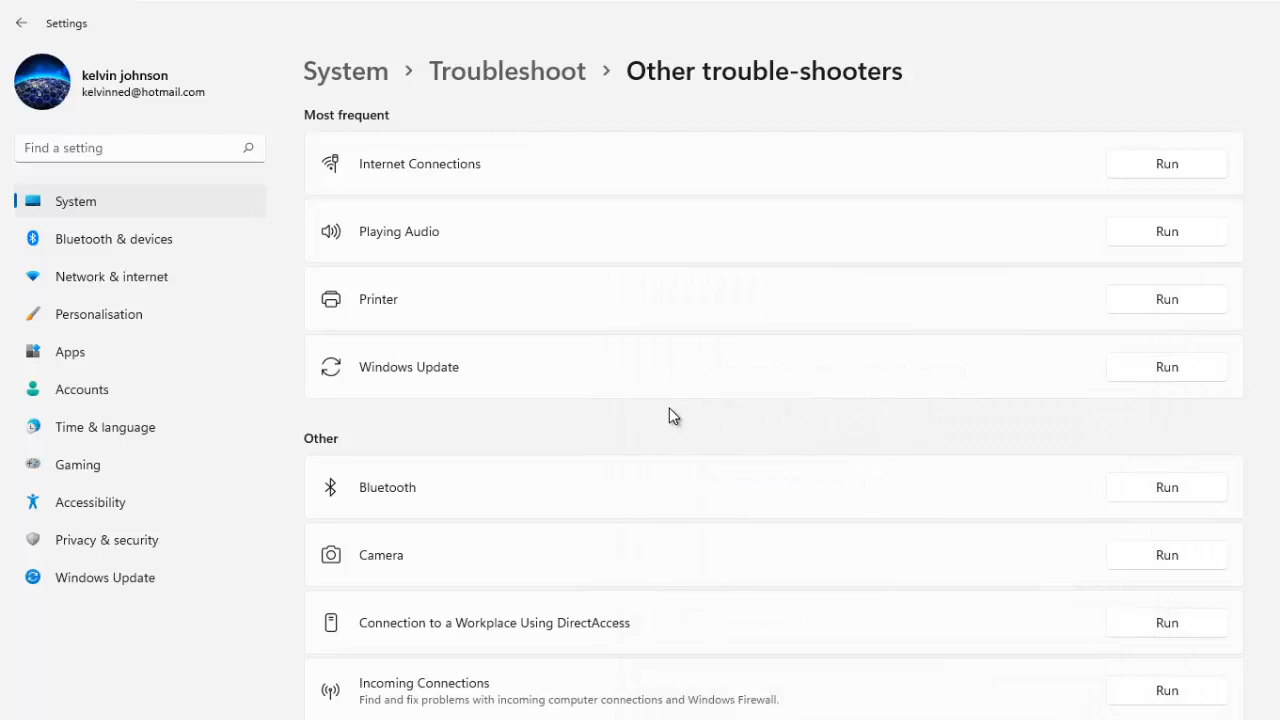 Settings
kelvin johnson
kelvinned@hotmail.com
Find a setting
System
Bluetooth & devices
Network & internet
Personalisation
Apps
Accounts
Time & language
Gaming
Accessibility
Privacy & security
Windows Update
System › Troubleshoot › Other trouble-shooters
Most frequent
Internet Connections Run
Playing Audio Run
Printer Run
Windows Update Run
Other
Bluetooth Run
Camera Run
Connection to a Workplace Using DirectAccess Run
Incoming Connections Run
Find and fix problems with incoming computer connections and Windows Firewall.